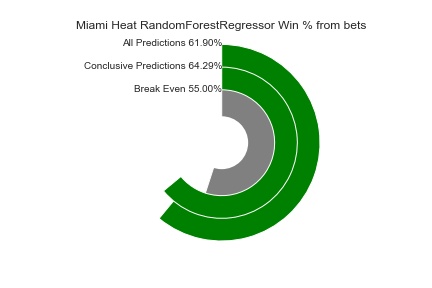 Miami Heat RandomForestRegressor Win % from bets
All Predictions 61.90%
Conclusive Predictions 64.29%
Break Even 55.00%